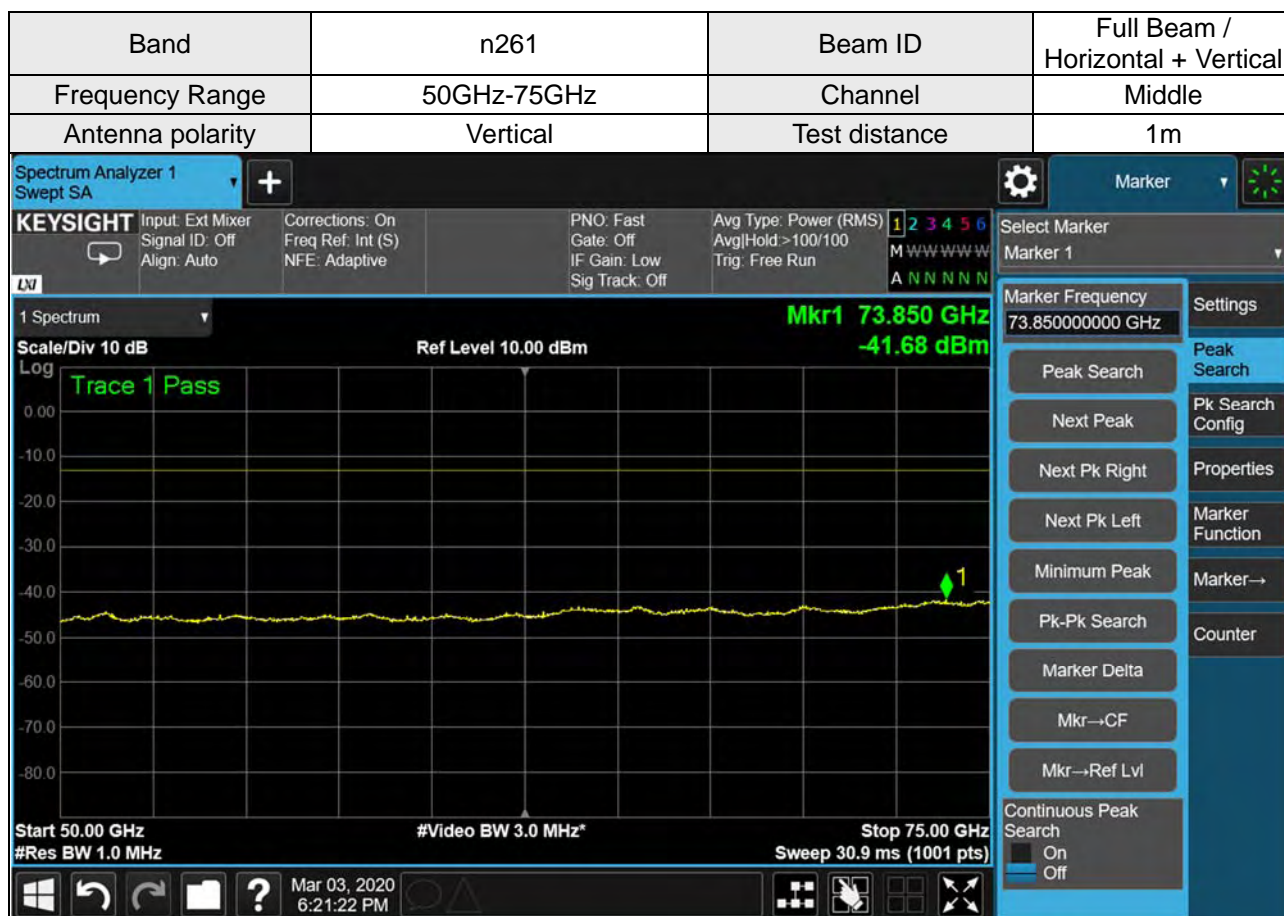 Band n261 Beam ID Full Beam / Horizontal + Vertical
Frequency Range 50GHz-75GHz Channel Middle
Antenna polarity Vertical Test distance 1m
Spectrum Analyzer 1
Swept SA
+
Marker
KEYSIGHT
LXI
Input: Ext Mixer
Signal ID: Off
Align: Auto
Corrections: On
Freq Ref: Int (S)
NFE: Adaptive
PNO: Fast
Gate: Off
IF Gain: Low
Sig Track: Off
Avg Type: Power (RMS)
Avg|Hold:>100/100
Trig: Free Run
1 2 3 4 5 6
M W W W W W
A N N N N N
Select Marker
Marker 1
1 Spectrum
Mkr1 73.850 GHz
-41.68 dBm
Scale/Div 10 dB
Ref Level 10.00 dBm
Log
Trace 1 Pass
0.00
-10.0
-20.0
-30.0
-40.0
-50.0
-60.0
-70.0
-80.0
1
Start 50.00 GHz
#Video BW 3.0 MHz*
Stop 75.00 GHz
#Res BW 1.0 MHz
Sweep 30.9 ms (1001 pts)
Marker Frequency
73.850000000 GHz
Peak Search
Next Peak
Next Pk Right
Next Pk Left
Minimum Peak
Pk-Pk Search
Marker Delta
Mkr→CF
Mkr→Ref Lvl
Continuous Peak
Search
On
Off
Settings
Peak
Search
Pk Search
Config
Properties
Marker
Function
Marker→
Counter
?
Mar 03, 2020
6:21:22 PM